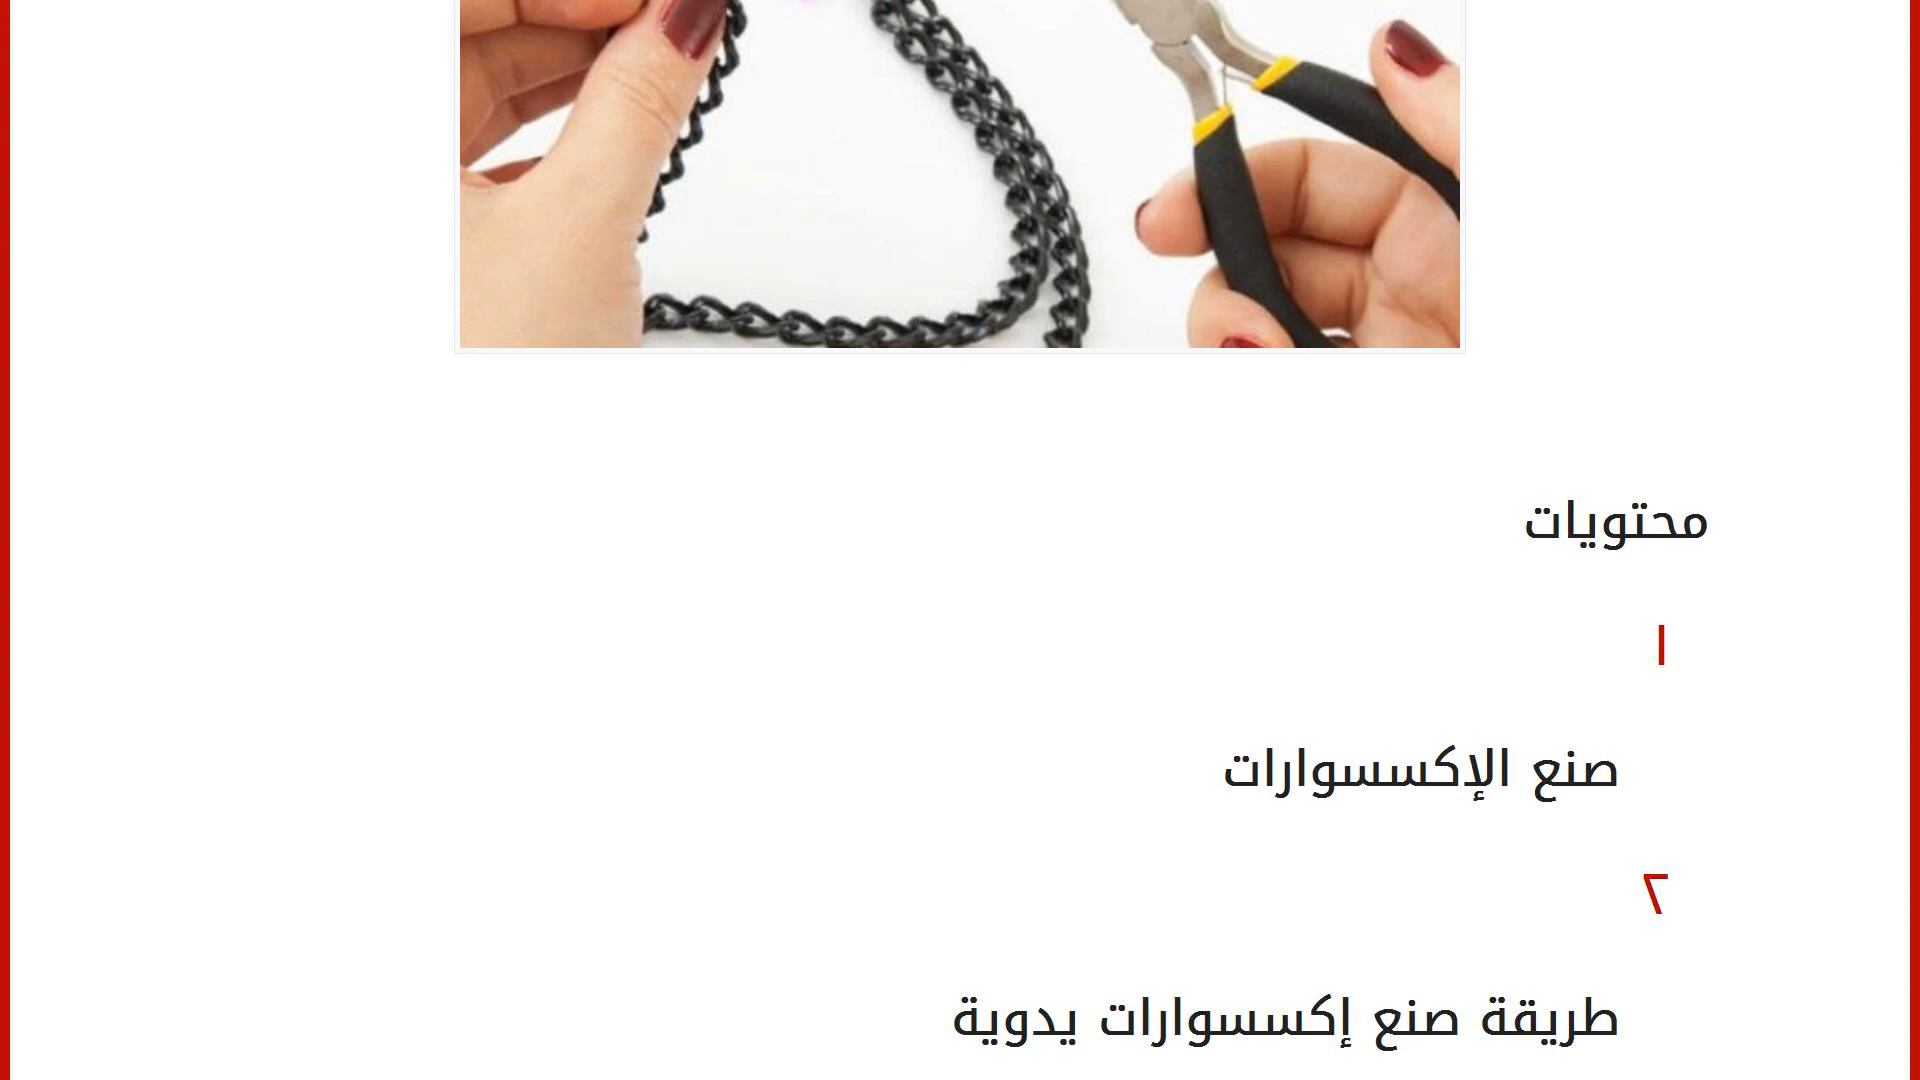 محتويات
١
صنع الإكسسوارات
٢
طريقة صنع إكسسوارات يدوية